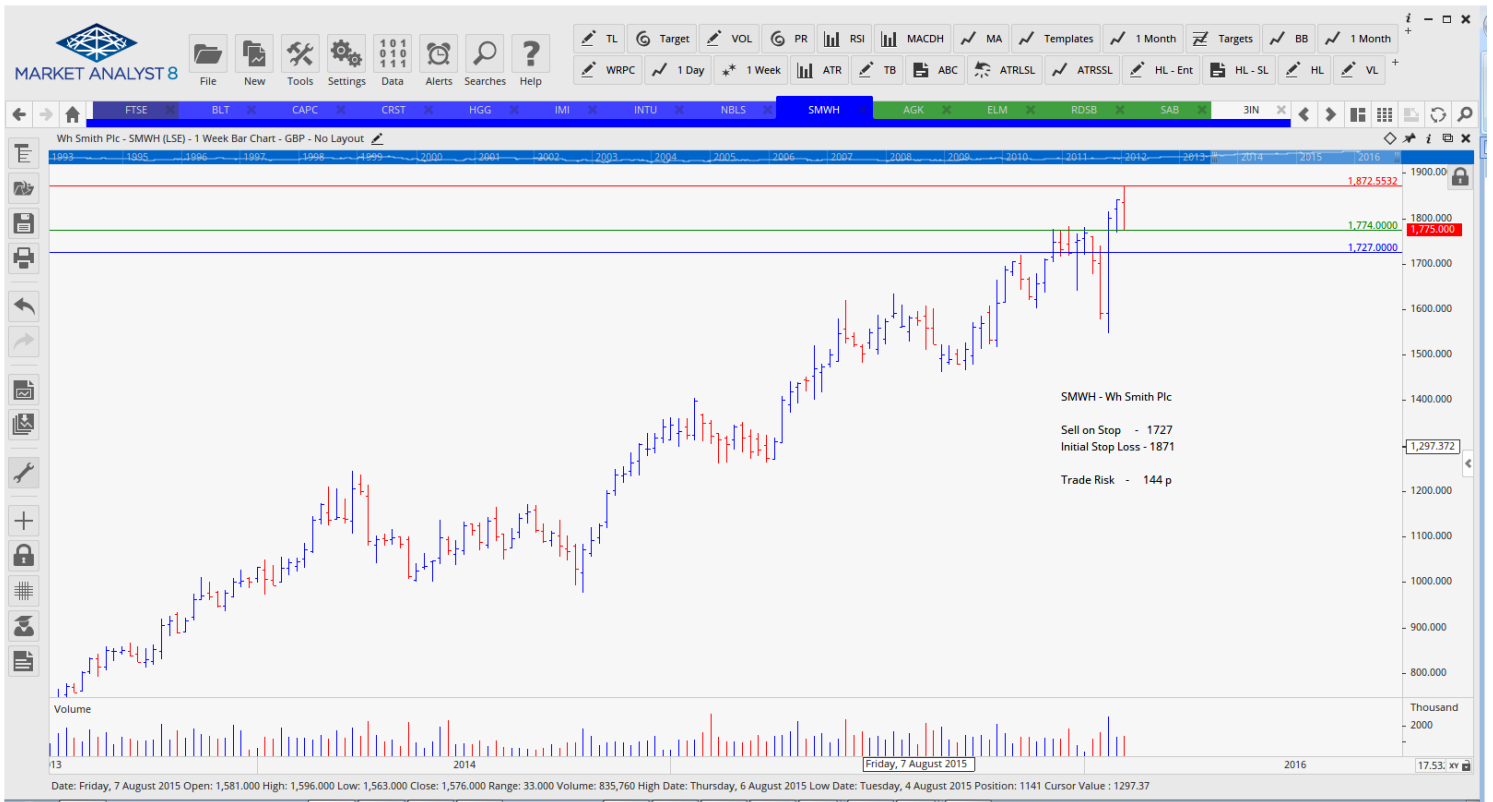 MARKET ANALYST 8
File New Tools Settings Data Alerts Searches Help
101
010
111
TL Target VOL PR RSI MACDH MA Templates 1 Month Targets BB 1 Month
WRPC 1 Day 1 Week ATR TB ABC ATRLSL ATRSSL HL - Ent HL - SL HL VL
FTSE BLT CAPC CRST HGG IMI INTU NBLS SMWH AGK ELM RDSB SAB 3IN
Wh Smith Plc - SMWH (LSE) - 1 Week Bar Chart - GBP - No Layout
1993 1995 1996 1997 1998 1999 2000 2001 2002 2003 2004 2005 2006 2007 2008 2009 2010 2011 2012 2013 2014 2015 2016
1900.00
1,872.5532
1800.000
1,774.0000
1,775.000
1,727.0000
1700.000
1600.000
1500.000
1400.000
SMWH - Wh Smith Plc
Sell on Stop - 1727
Initial Stop Loss - 1871
1,297.372
Trade Risk - 144 p
1200.000
1100.000
1000.000
900.000
800.000
Volume
Thousand
2000
13 2014 Friday, 7 August 2015 2016 17.53: XY
Date: Friday, 7 August 2015 Open: 1,581.000 High: 1,596.000 Low: 1,563.000 Close: 1,576.000 Range: 33.000 Volume: 835,760 High Date: Thursday, 6 August 2015 Low Date: Tuesday, 4 August 2015 Position: 1141 Cursor Value : 1297.37